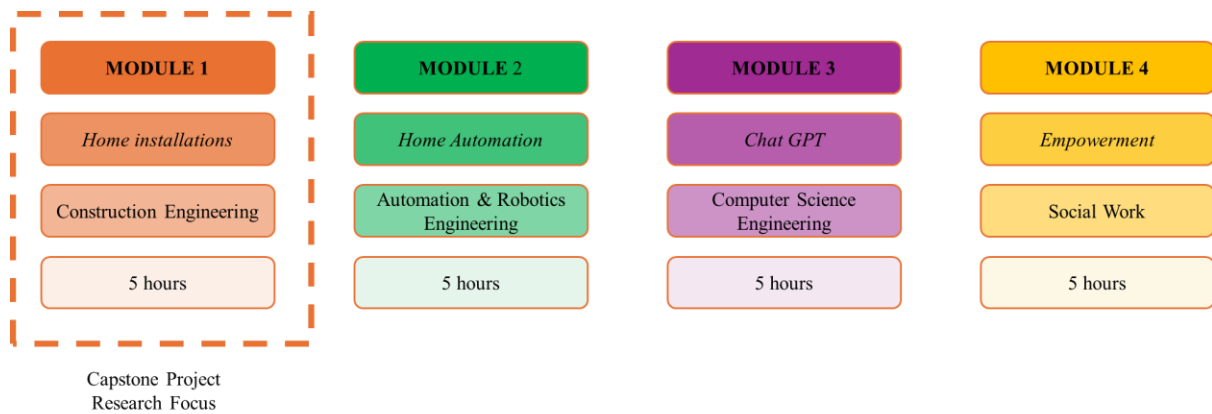 MODULE 1
Home installations
Construction Engineering
5 hours
Capstone Project
Research Focus
MODULE 2
Home Automation
Automation & Robotics
Engineering
5 hours
MODULE 3
Chat GPT
Computer Science
Engineering
5 hours
MODULE 4
Empowerment
Social Work
5 hours